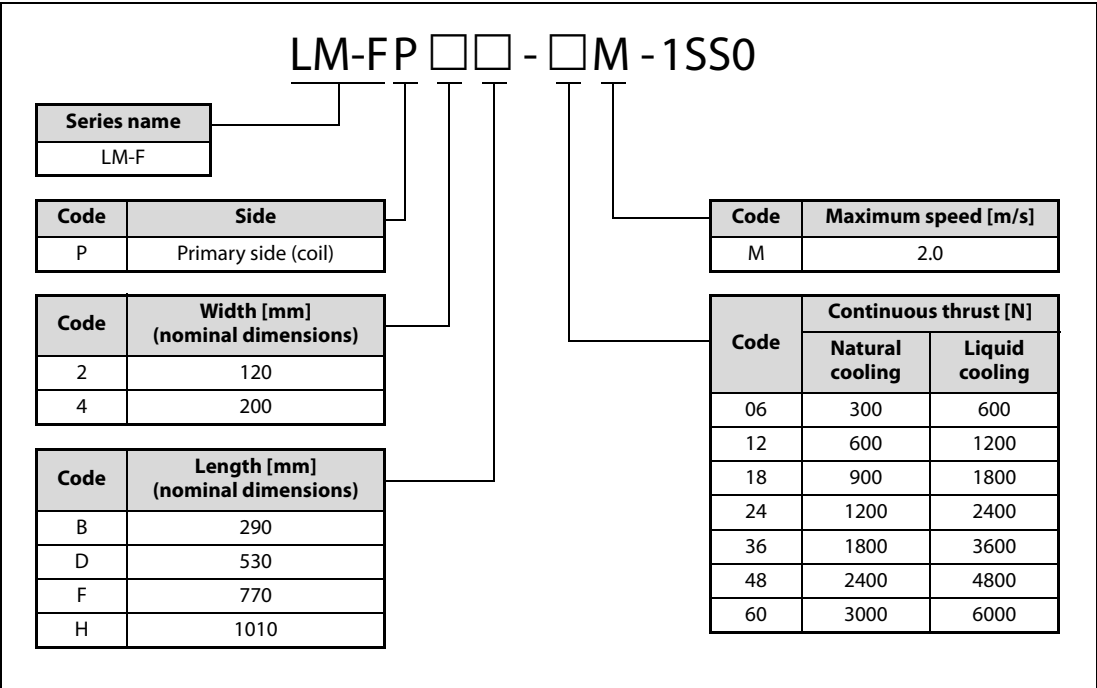 LM-FP □□ - □M - 1SS0
Series name
LM-F
Code Side
P Primary side (coil)
Code Width [mm]
(nominal dimensions)
2 120
4 200
Code Length [mm]
(nominal dimensions)
B 290
D 530
F 770
H 1010
Code Maximum speed [m/s]
M 2.0
Code Continuous thrust [N]
Natural Liquid
cooling cooling
06 300 600
12 600 1200
18 900 1800
24 1200 2400
36 1800 3600
48 2400 4800
60 3000 6000